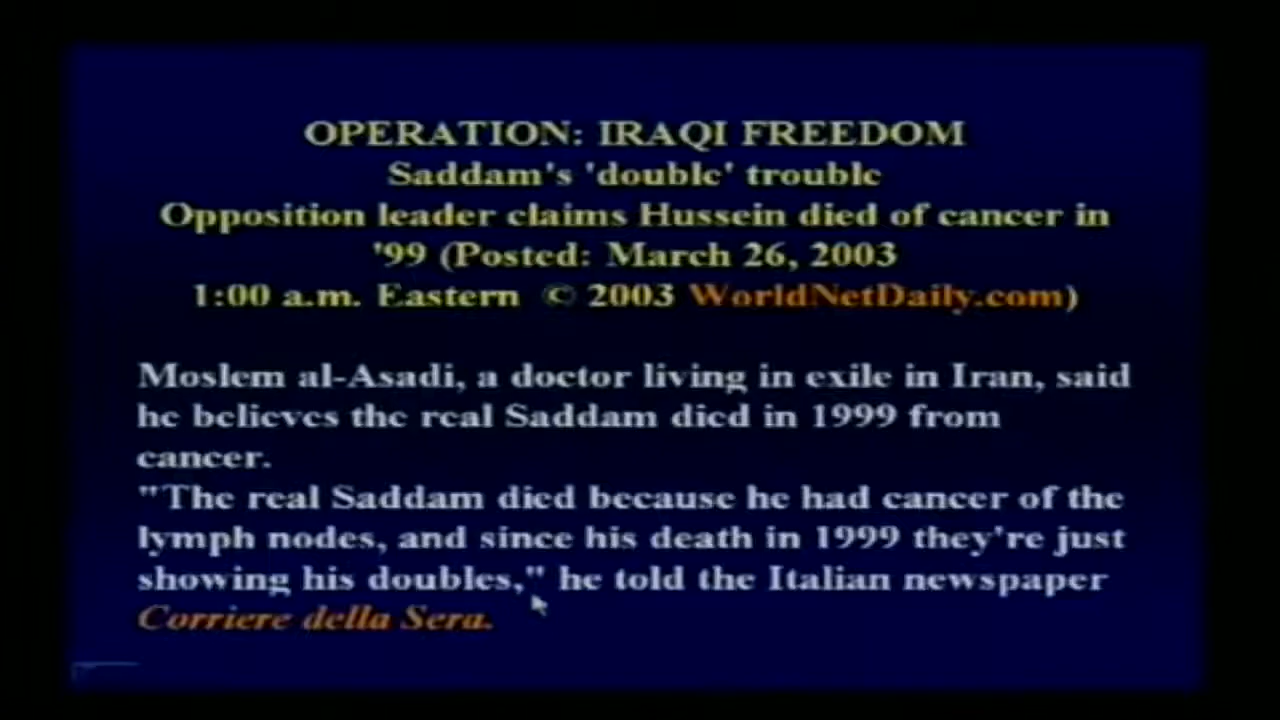 OPERATION: IRAQI FREEDOM
Saddam's 'double' trouble
Opposition leader claims Hussein died of cancer in
'99 (Posted: March 26, 2003
1:00 a.m. Eastern © 2003 WorldNetDaily.com)
Moslem al-Asadi, a doctor living in exile in Iran, said
he believes the real Saddam died in 1999 from
cancer.
"The real Saddam died because he had cancer of the
lymph nodes, and since his death in 1999 they're just
showing his doubles," he told the Italian newspaper
Corriere della Sera.